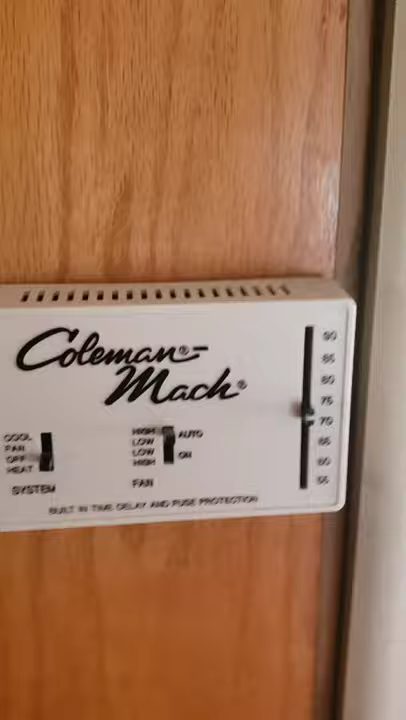 Coleman®-
Mach®
90
85
80
75
70
65
60
55
COOL
FAN
OFF
HEAT
SYSTEM
HIGH
LOW
LOW
HIGH
AUTO
ON
FAN
BUILT IN TIME DELAY AND FUSE PROTECTION